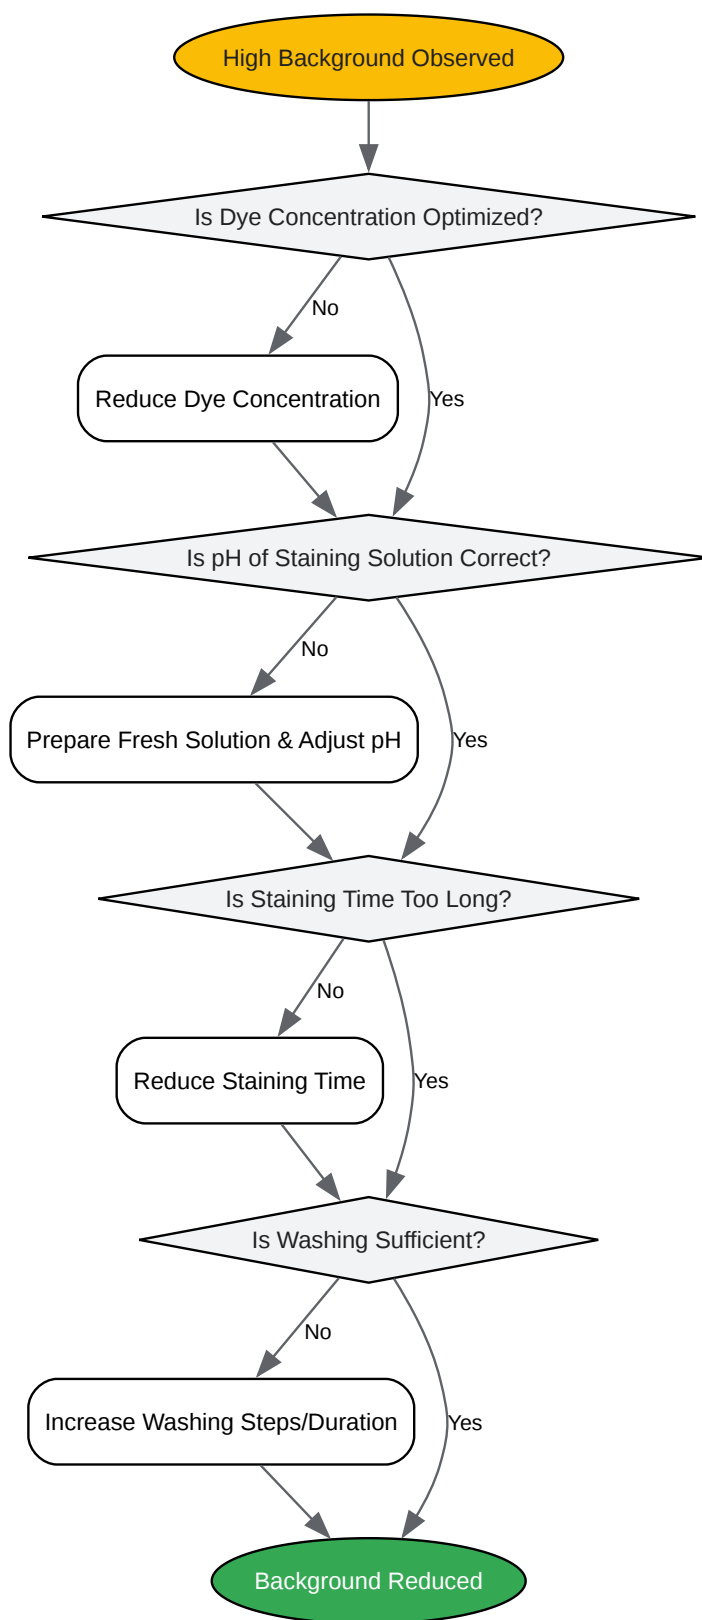 High Background Observed
Is Dye Concentration Optimized?
No
Reduce Dye Concentration
Yes
Is pH of Staining Solution Correct?
No
Prepare Fresh Solution & Adjust pH
Yes
Is Staining Time Too Long?
No
Reduce Staining Time
Yes
Is Washing Sufficient?
No
Increase Washing Steps/Duration
Yes
Background Reduced